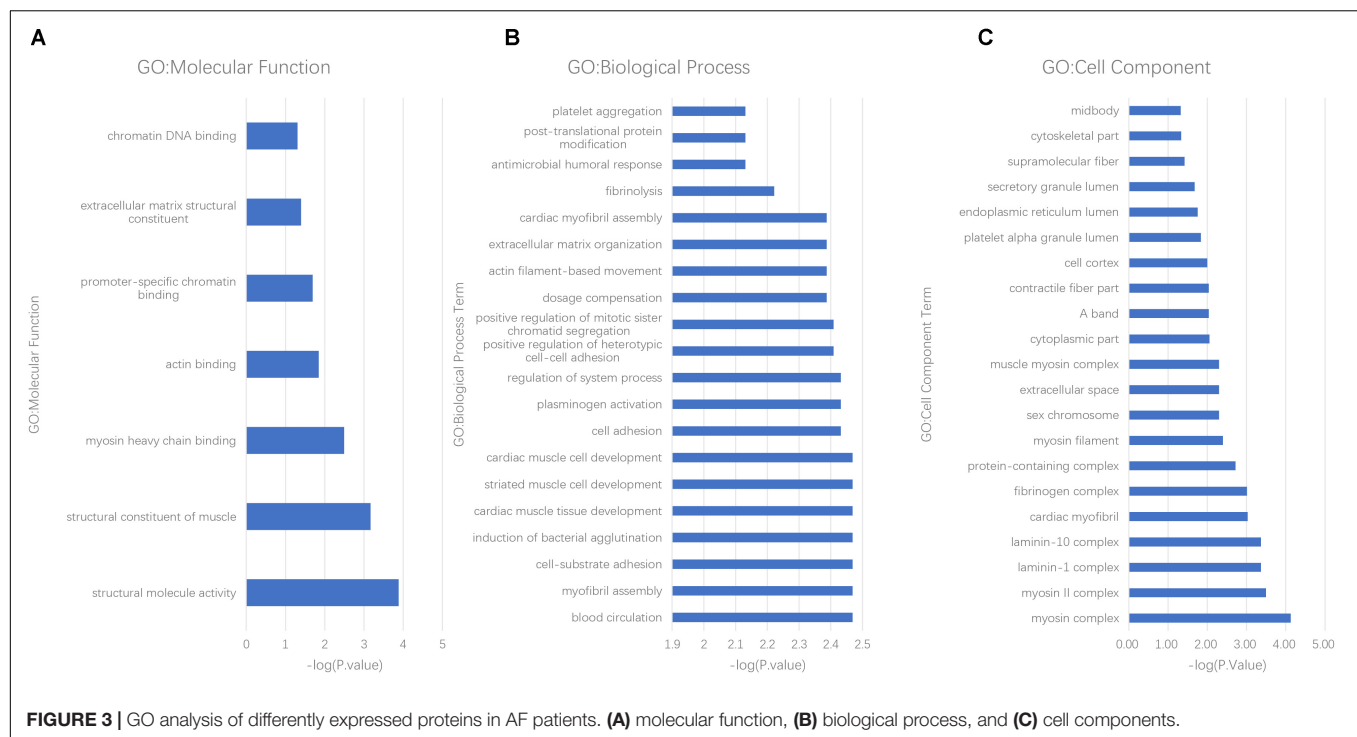 A
GO:Molecular Function
GO:Molecular Function
chromatin DNA binding
extracellular matrix structural
constituent
promoter-specific chromatin
binding
actin binding
myosin heavy chain binding
structural constituent of muscle
structural molecule activity
0 1 2 3 4 5
-log(P.value)
B
GO:Biological Process
GO:Biological Process Term
platelet aggregation
post-translational protein
modification
antimicrobial humoral response
fibrinolysis
cardiac myofibril assembly
extracellular matrix organization
actin filament-based movement
dosage compensation
positive regulation of mitotic sister
chromatid segregation
positive regulation of heterotypic
cell-cell adhesion
regulation of system process
plasminogen activation
cell adhesion
cardiac muscle cell development
striated muscle cell development
cardiac muscle tissue development
induction of bacterial agglutination
cell-substrate adhesion
myofibril assembly
blood circulation
1.9 2 2.1 2.2 2.3 2.4 2.5
-log(P.value)
C
GO:Cell Component
GO:Cell Component Term
midbody
cytoskeletal part
supramolecular fiber
secretory granule lumen
endoplasmic reticulum lumen
platelet alpha granule lumen
cell cortex
contractile fiber part
A band
cytoplasmic part
muscle myosin complex
extracellular space
sex chromosome
myosin filament
protein-containing complex
fibrinogen complex
cardiac myofibril
laminin-10 complex
laminin-1 complex
myosin II complex
myosin complex
0.00 1.00 2.00 3.00 4.00 5.00
-log(P.Value)
FIGURE 3 | GO analysis of differently expressed proteins in AF patients. (A) molecular function, (B) biological process, and (C) cell components.